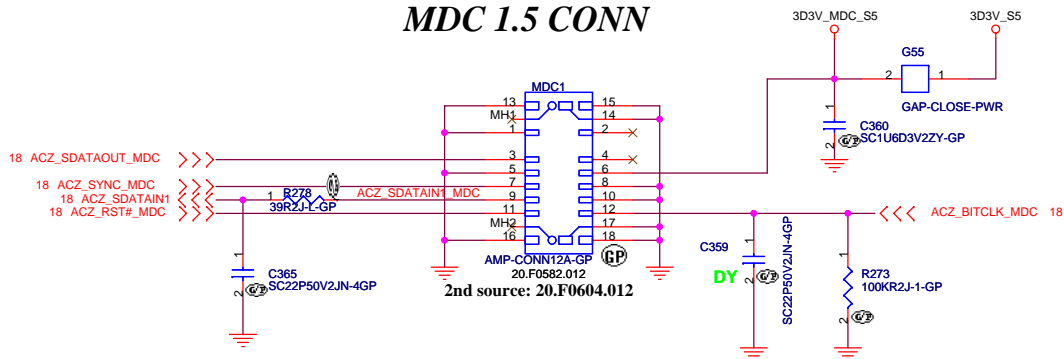 MDC 1.5 CONN
3D3V_MDC_S5
3D3V_S5
G55
2
1
GAP-CLOSE-PWR
MDC1
13
15
MH1
14
1
2
3
4
5
6
7
8
9
10
11
12
MH2
17
16
18
GP
AMP-CONN12A-GP
20.F0582.012
2nd source: 20.F0604.012
18 ACZ_SDATAOUT_MDC
18 ACZ_SYNC_MDC
18 ACZ_SDATAIN1
18 ACZ_RST#_MDC
1
R278
39R2J-L-GP
ACZ_SDATAIN1_MDC
1
C360
SC1U6D3V2ZY-GP
2
G/P
ACZ_BITCLK_MDC 18
1
C365
SC22P50V2JN-4GP
2
G/P
1
C359
DY
SC22P50V2JN-4GP
2
G/P
1
R273
100KR2J-1-GP
2
G/P